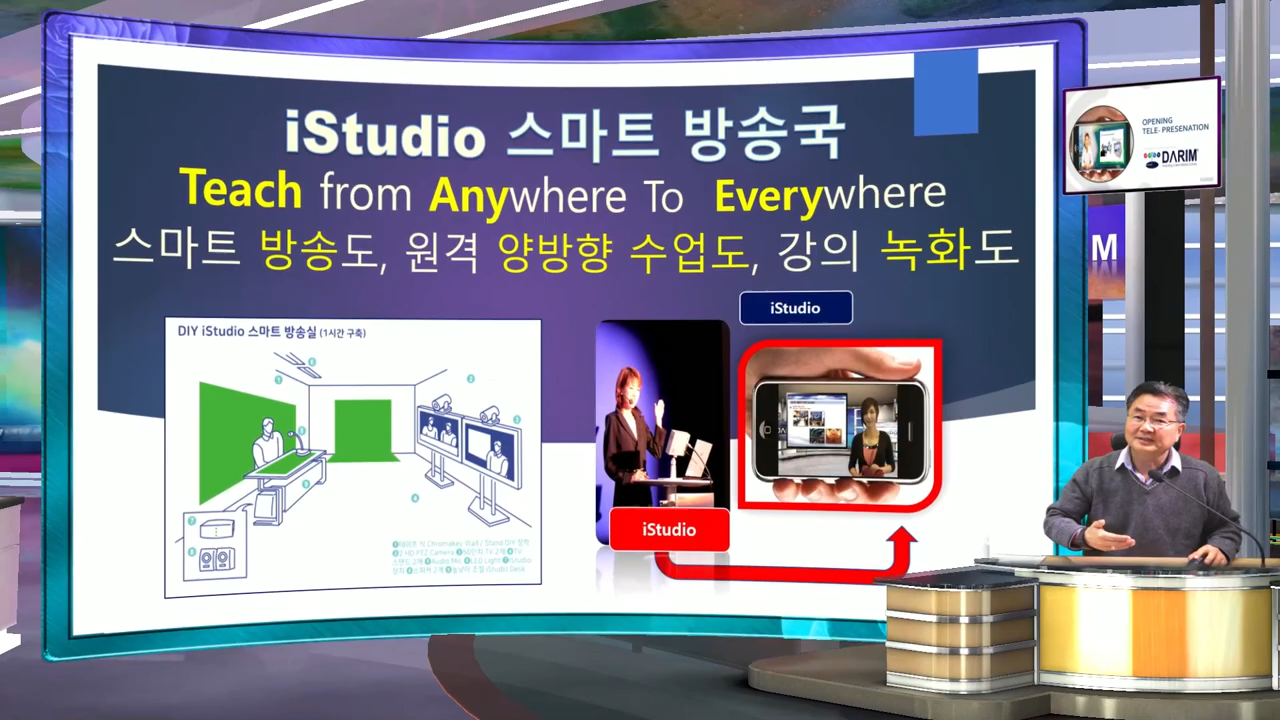 iStudio 스마트 방송국
Teach from Anywhere To Everywhere
스마트 방송도, 원격 양방향 수업도, 강의 녹화도
DIY iStudio 스마트 방송실 (1시간 구축)
iStudio
iStudio
OPENING
TELE- PRESENATION
DARIM
M